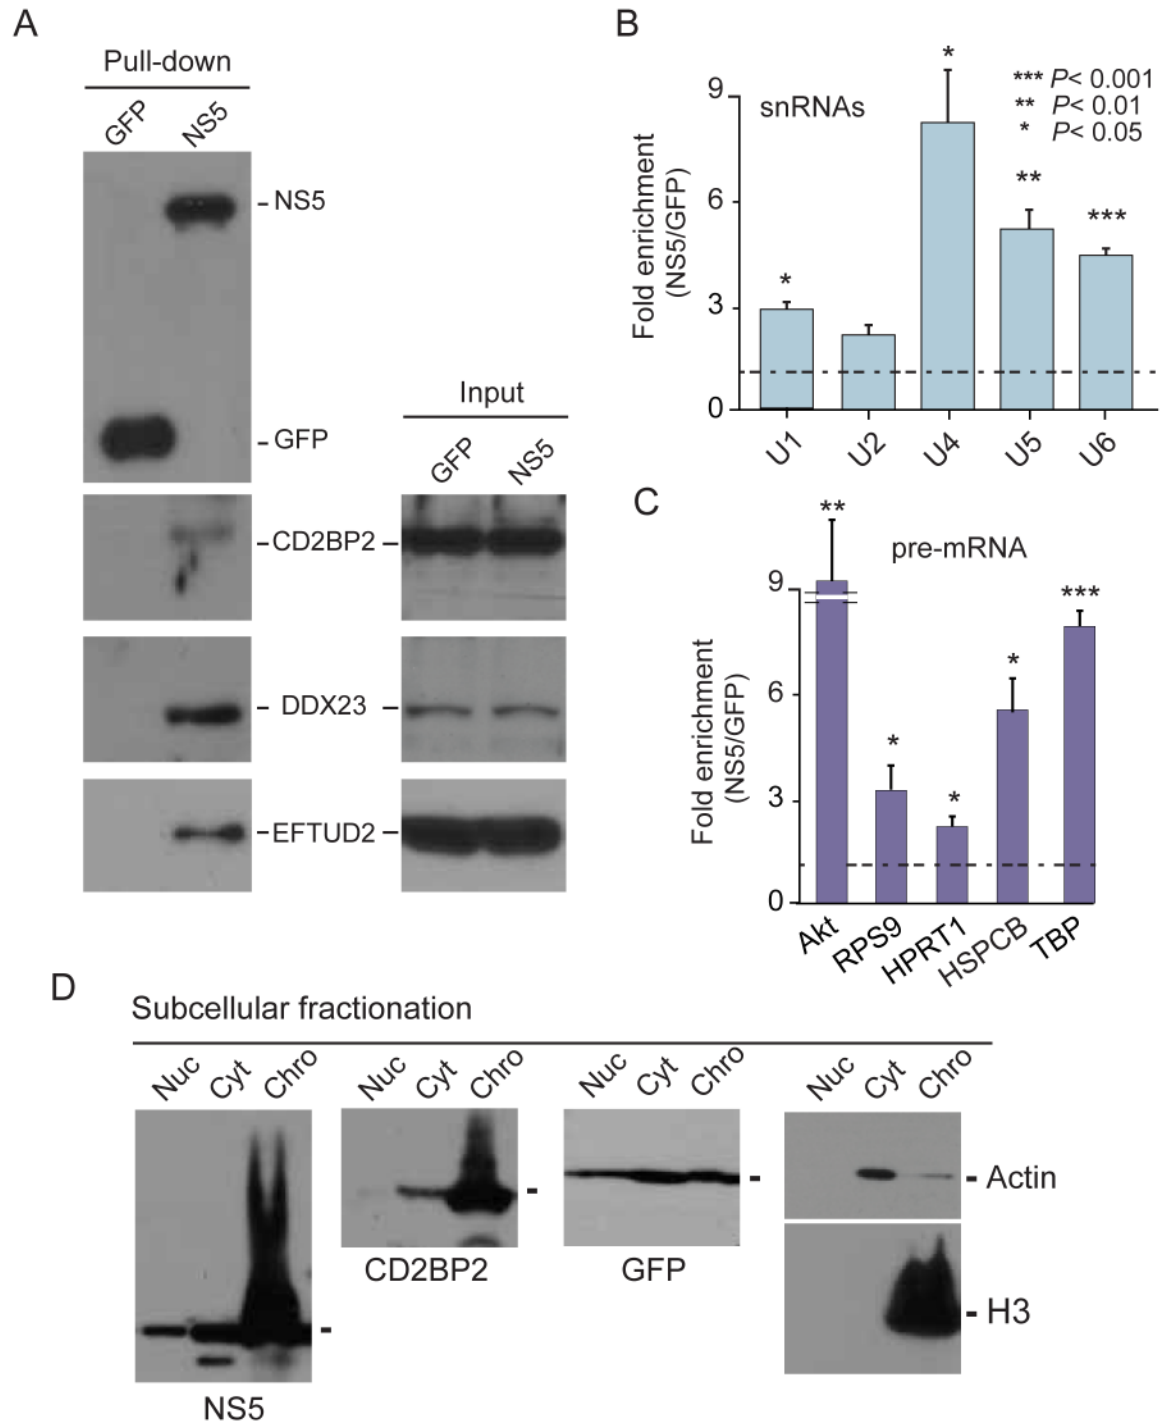 A
Pull-down
GFP NS5
NS5
GFP
Input
GFP NS5
CD2BP2
DDX23
EFTUD2
B
snRNAs
*** P< 0.001
** P< 0.01
* P< 0.05
Fold enrichment
(NS5/GFP)
9
6
3
0
* * ** ***
U1 U2 U4 U5 U6
C
pre-mRNA
Fold enrichment
(NS5/GFP)
9
6
3
0
** * * * ***
Akt RPS9 HPRT1 HSPCB TBP
D
Subcellular fractionation
Nuc Cyt Chro Nuc Cyt Chro Nuc Cyt Chro Nuc Cyt Chro
NS5
CD2BP2
GFP
Actin
H3